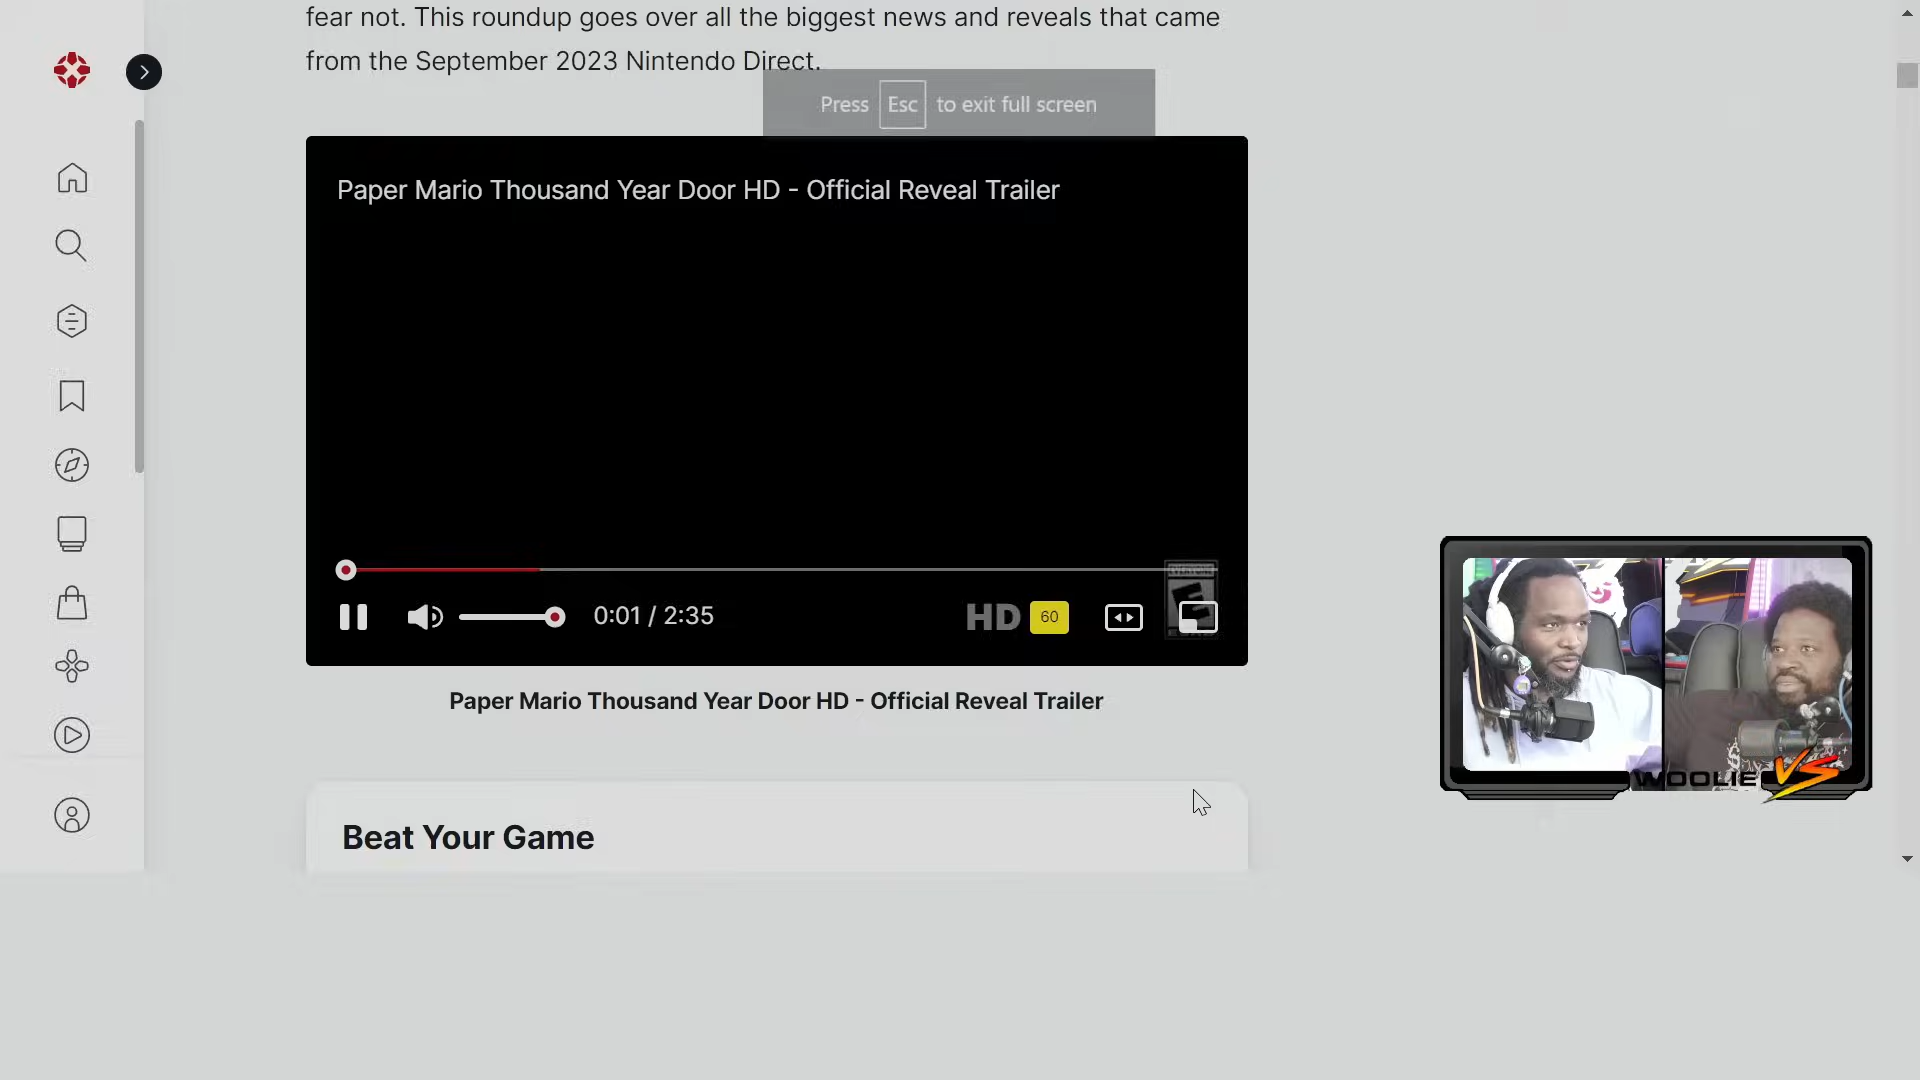 fear not. This roundup goes over all the biggest news and reveals that came
from the September 2023 Nintendo Direct.
Press Esc to exit full screen
Paper Mario Thousand Year Door HD - Official Reveal Trailer
0:01 / 2:35
HD 60
EVERYONE
E
Paper Mario Thousand Year Door HD - Official Reveal Trailer
WOOLIE VS
Beat Your Game